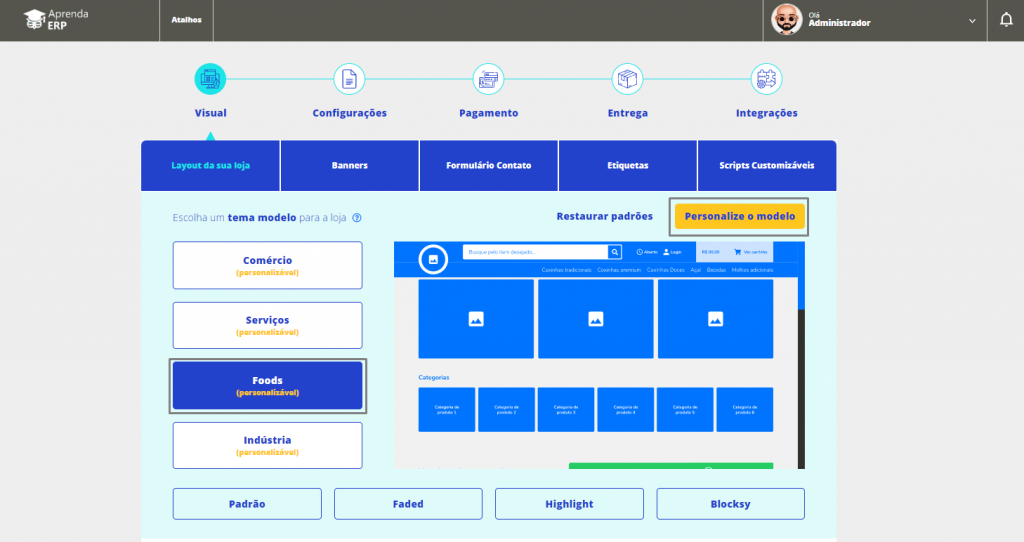 Aprenda
ERP
Atalhos
Olá
Administrador
Visual
Configurações
Pagamento
Entrega
Integrações
Layout da sua loja
Banners
Formulário Contato
Etiquetas
Scripts Customizáveis
Escolha um tema modelo para a loja ?
Restaurar padrões
Personalize o modelo
Comércio
(personalizável)
Serviços
(personalizável)
Foods
(personalizável)
Indústria
(personalizável)
Busque pelo item desejado...
Aberto
Login
R$ 00,00
Ver carrinho
Coxinhas tradicionais Coxinhas premium Coxinhas Doces Açaí Bebidas Molhos adicionais
Categorias
Categoria de
produto 1
Categoria de
produto 2
Categoria de
produto 3
Categoria de
produto 4
Categoria de
produto 5
Categoria de
produto 6
Padrão
Faded
Highlight
Blocksy